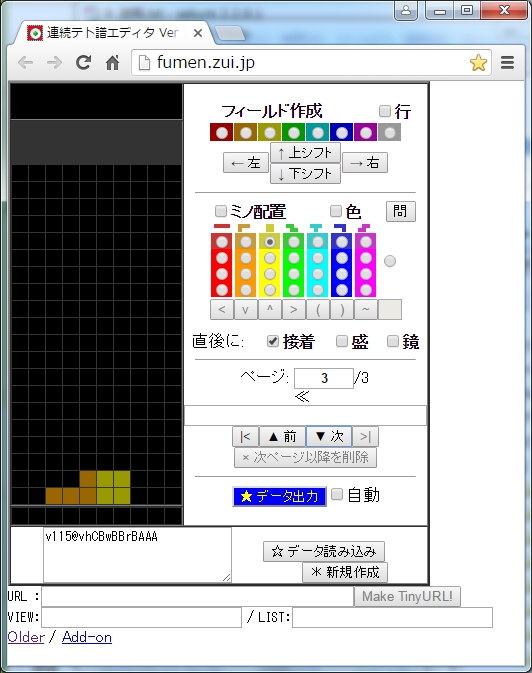 連続テト譜エディタ Ver
fumen.zui.jp
フィールド作成 行
← 左 ↑ 上シフト → 右
↓ 下シフト
ミノ配置 色 問
< v ^ > ( ) ~
直後に: 接着 盛 鏡
ページ: 3 /3
≪
|< ▲ 前 ▼ 次 >|
× 次ページ以降を削除
★ データ出力 自動
v115@vhCBwBBrBAAA
☆ データ読み込み
＊ 新規作成
URL : Make TinyURL!
VIEW: / LIST:
Older / Add-on